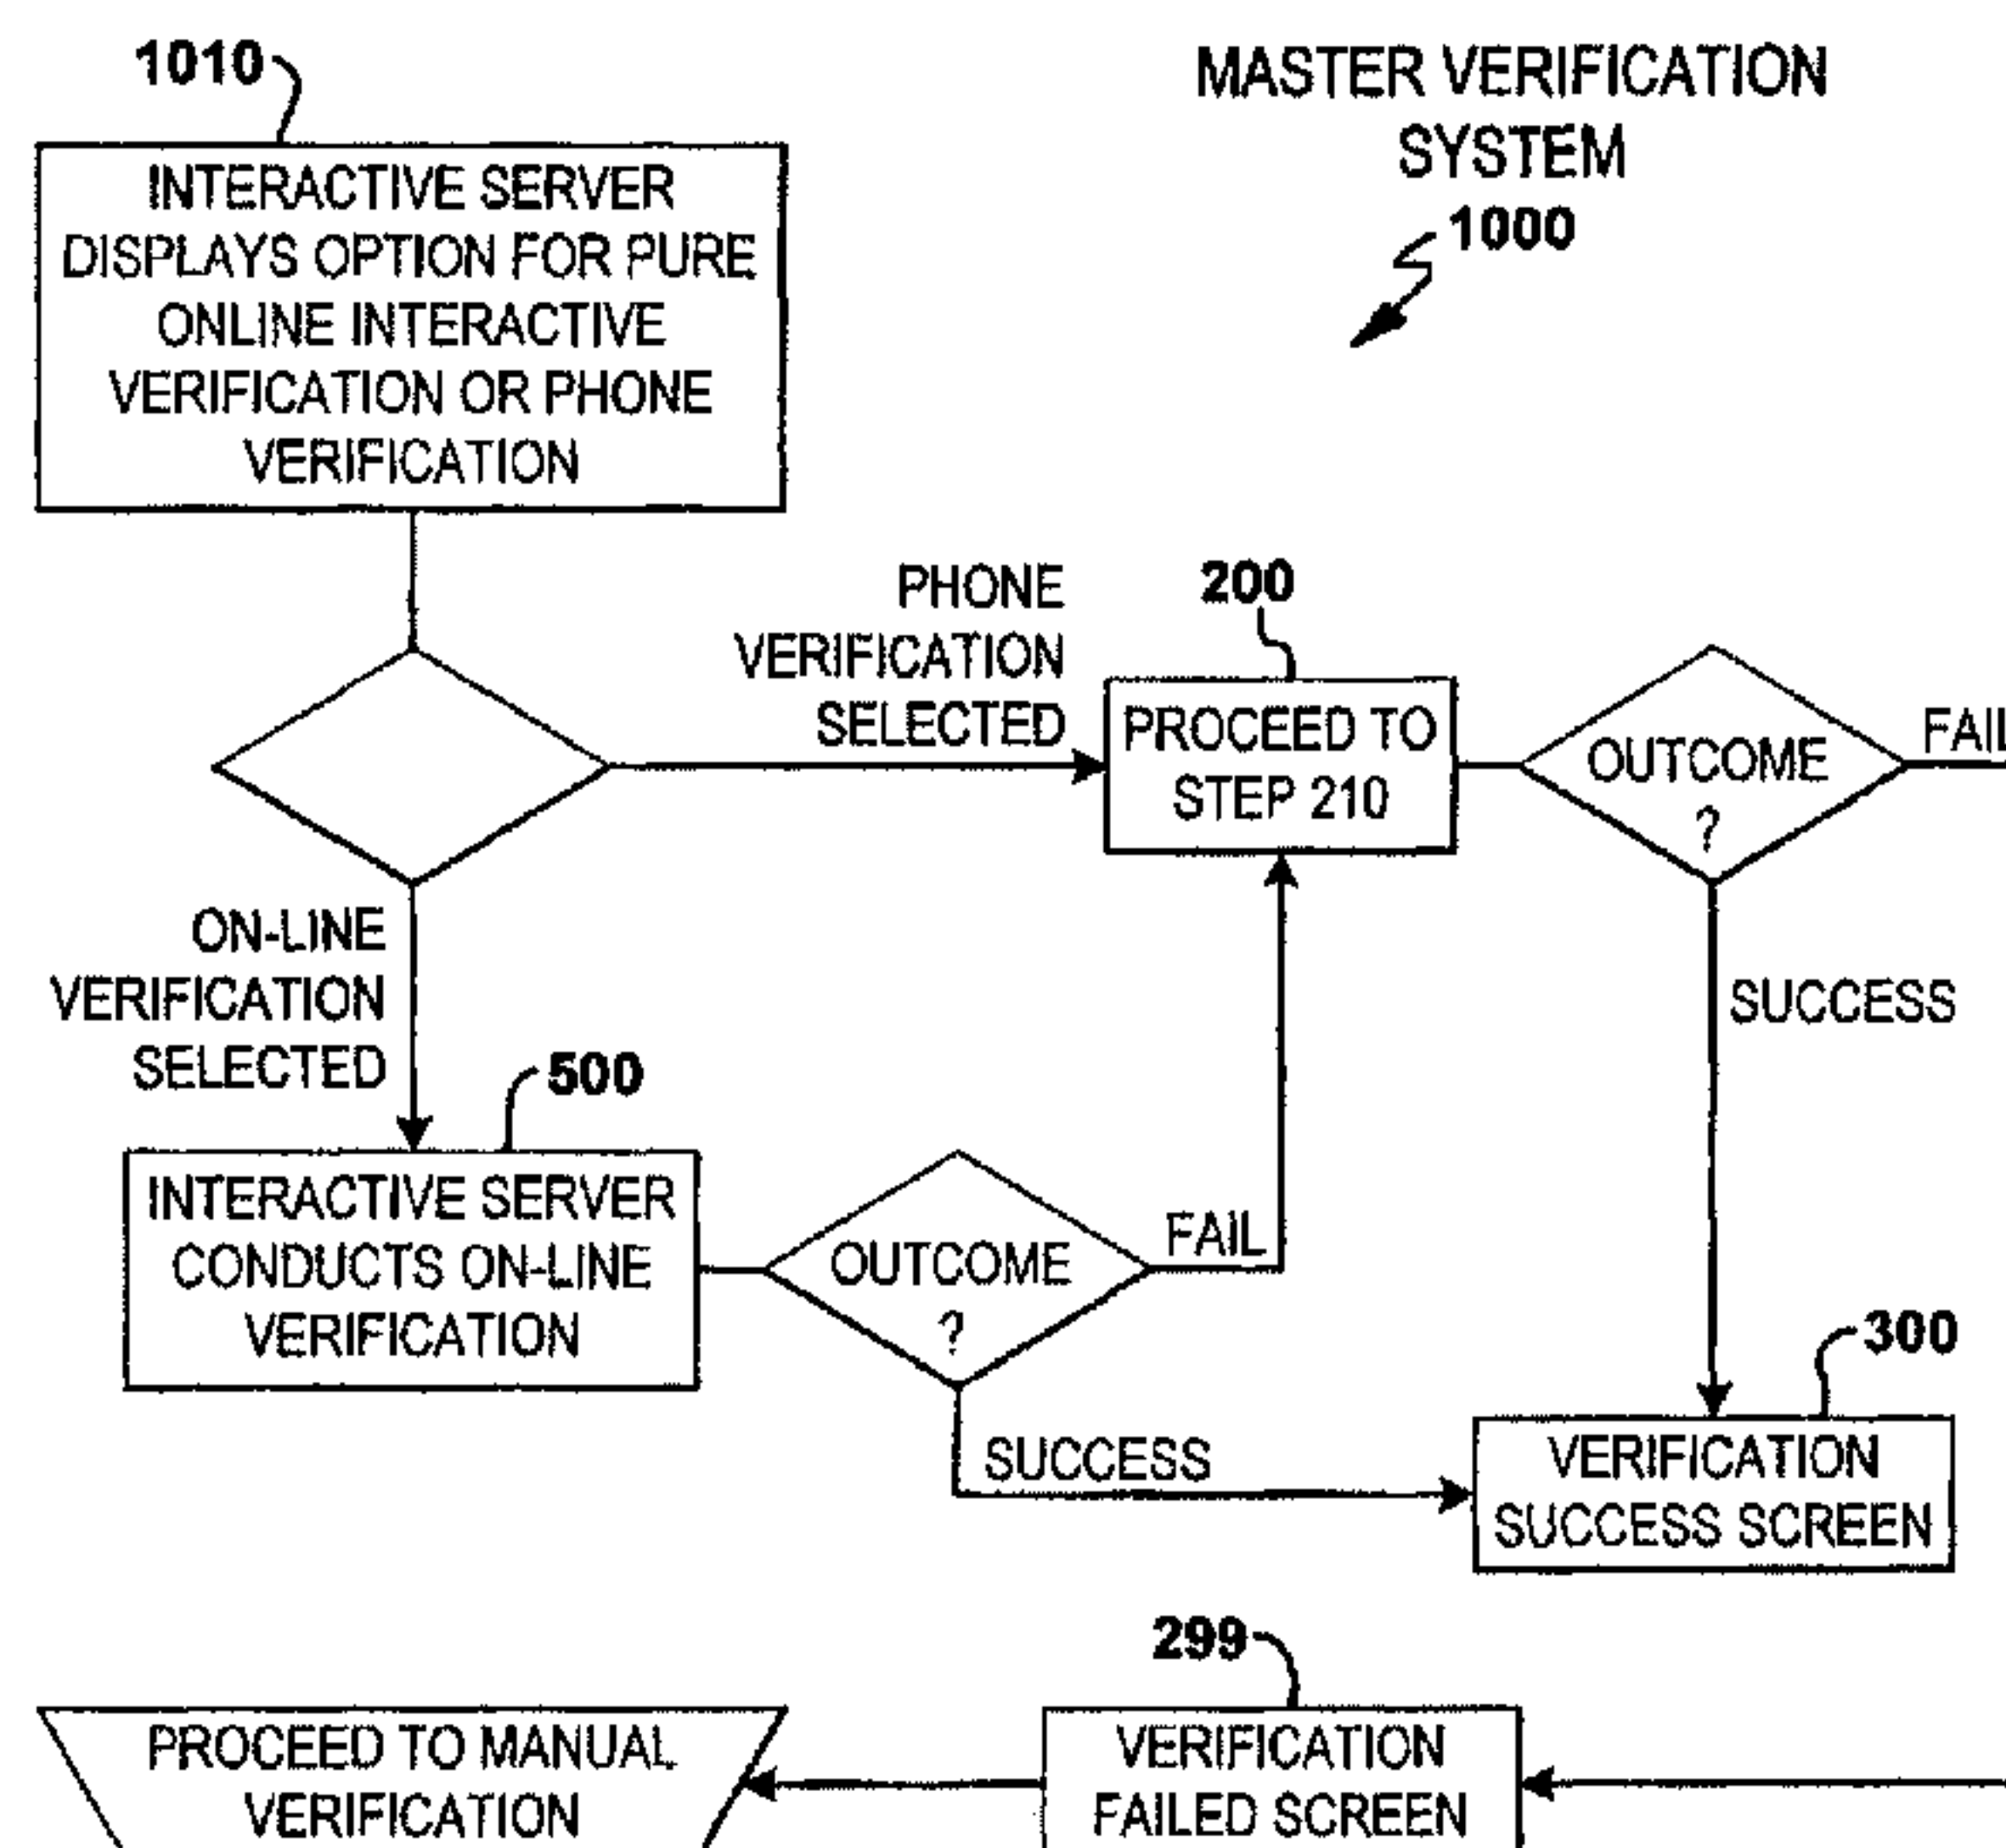 1010
MASTER VERIFICATION
SYSTEM
1000
INTERACTIVE SERVER
DISPLAYS OPTION FOR PURE
ONLINE INTERACTIVE
VERIFICATION OR PHONE
VERIFICATION
PHONE
VERIFICATION
SELECTED
200
PROCEED TO
STEP 210
OUTCOME
?
FAIL
SUCCESS
ON-LINE
VERIFICATION
SELECTED
500
INTERACTIVE SERVER
CONDUCTS ON-LINE
VERIFICATION
OUTCOME
?
FAIL
SUCCESS
300
VERIFICATION
SUCCESS SCREEN
299
VERIFICATION
FAILED SCREEN
PROCEED TO MANUAL
VERIFICATION